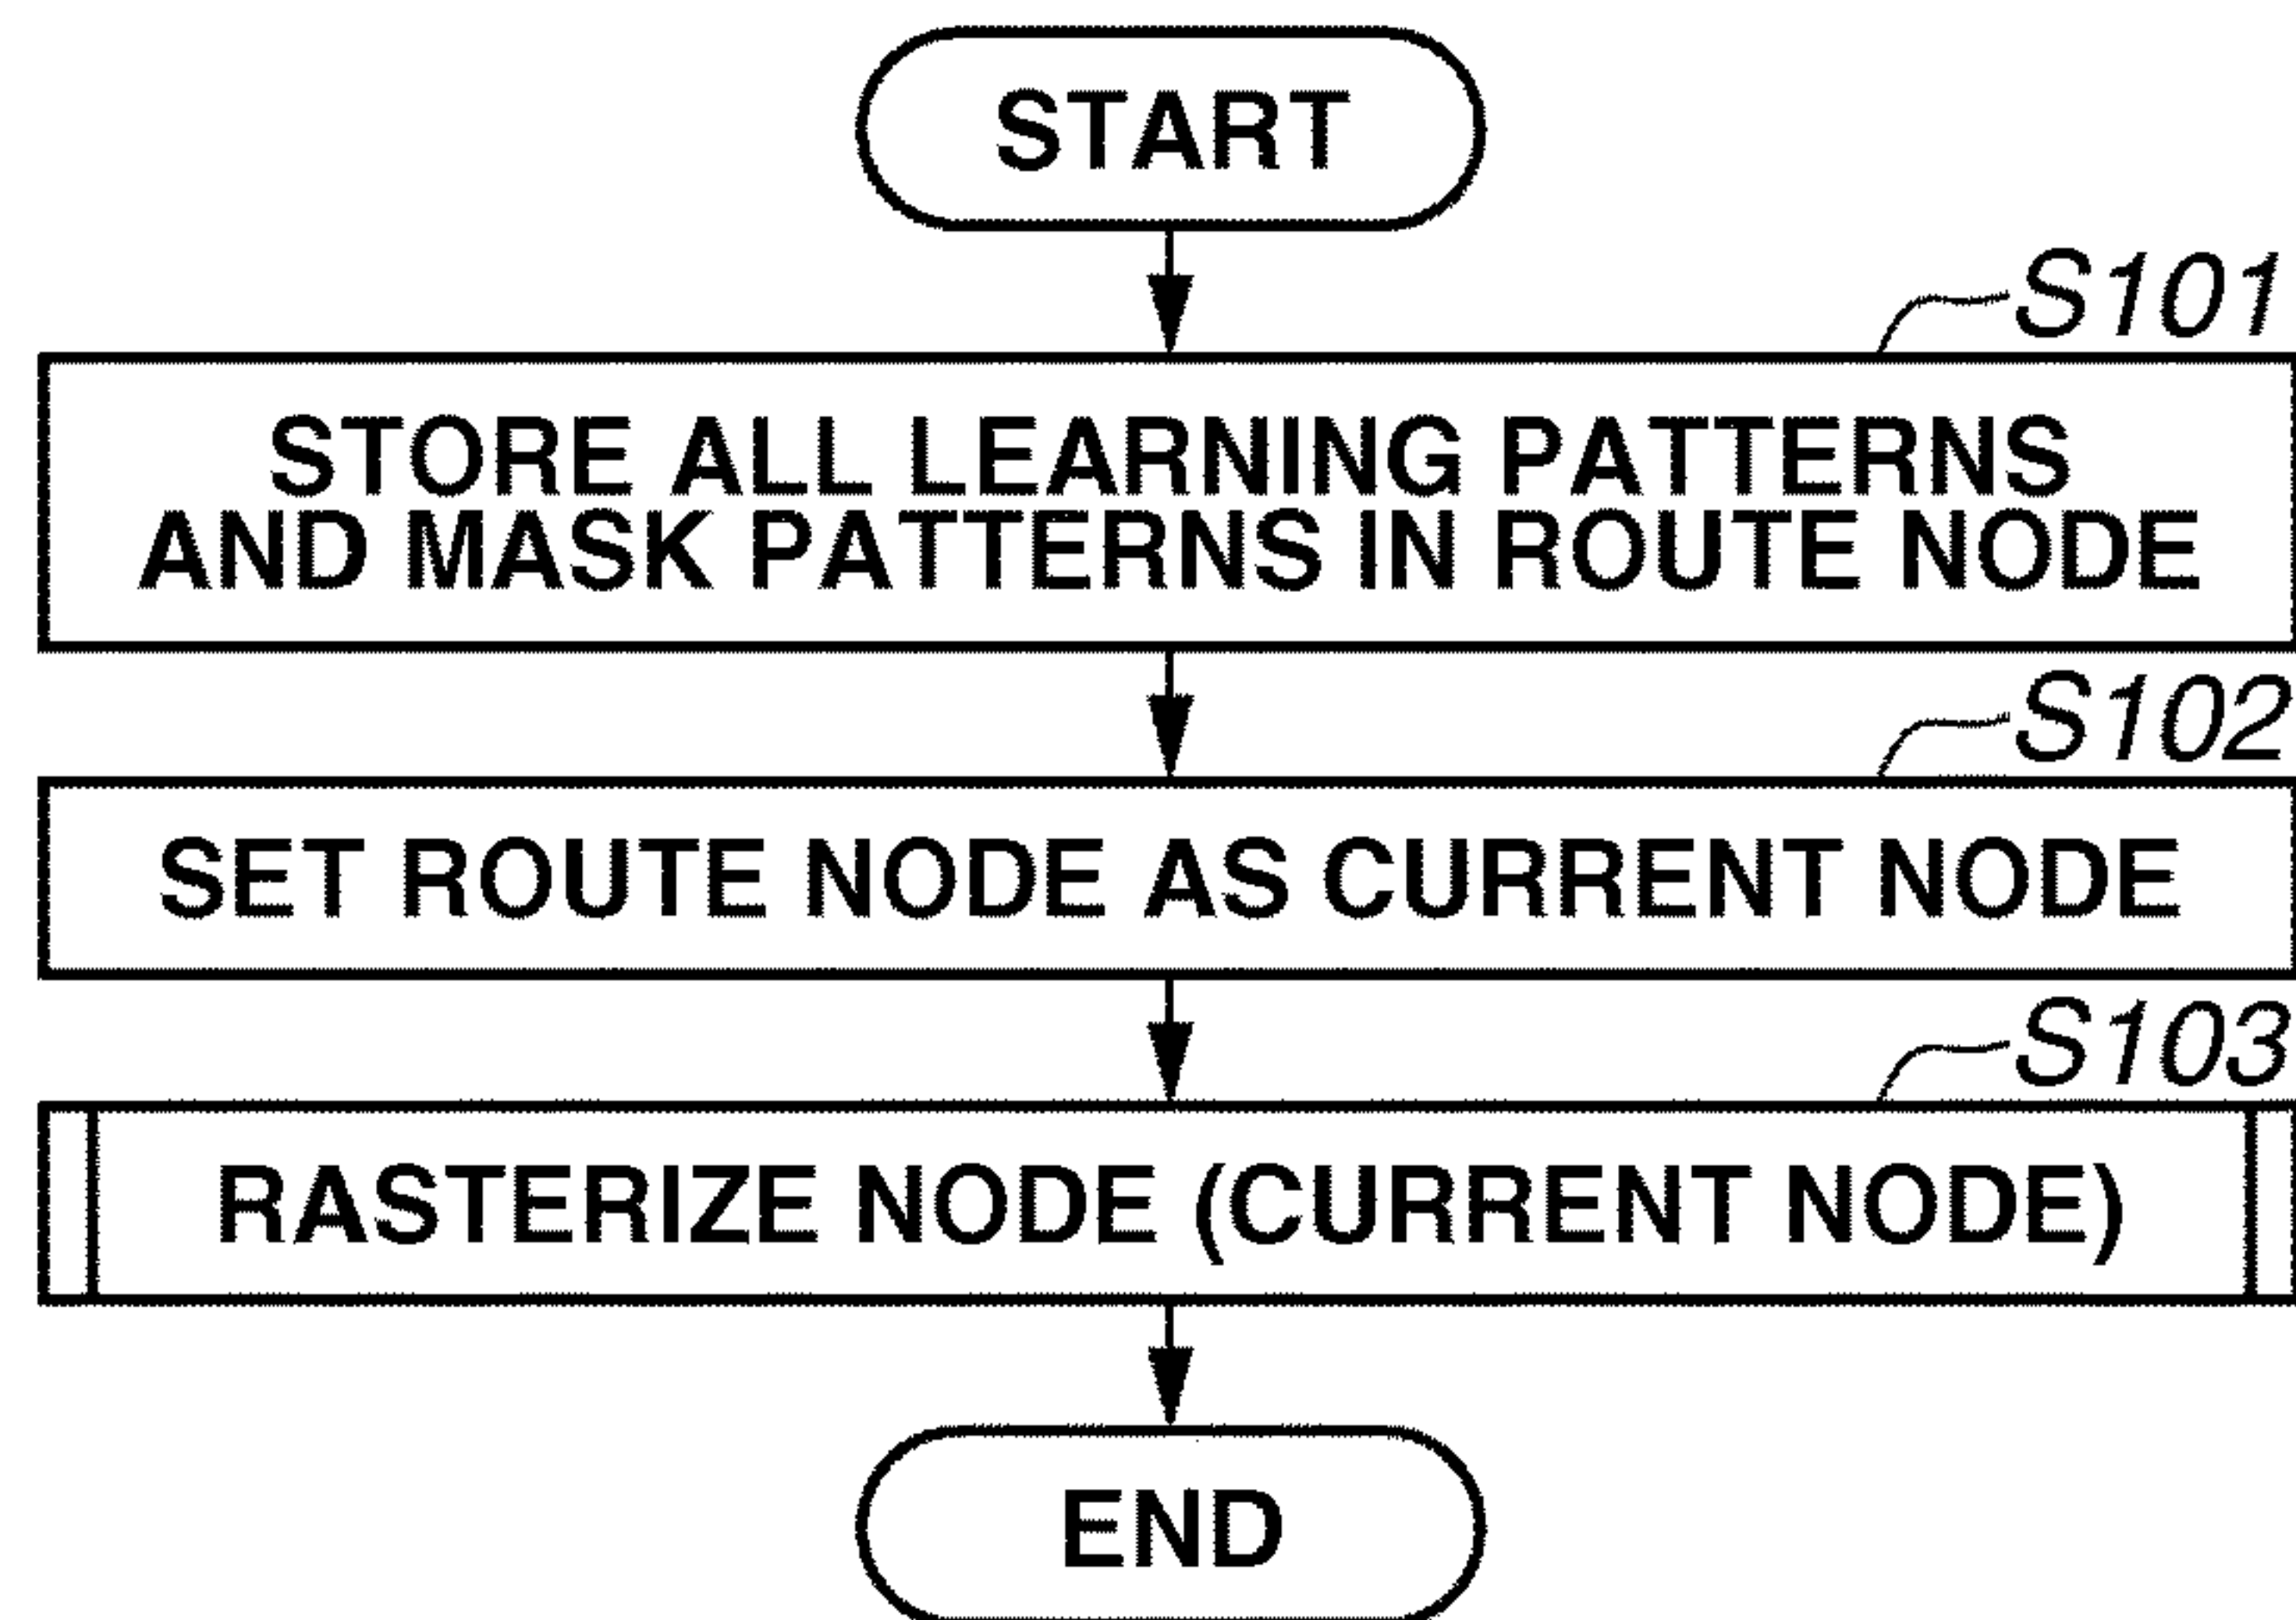 START
S101
STORE ALL LEARNING PATTERNS
AND MASK PATTERNS IN ROUTE NODE
S102
SET ROUTE NODE AS CURRENT NODE
S103
RASTERIZE NODE (CURRENT NODE)
END